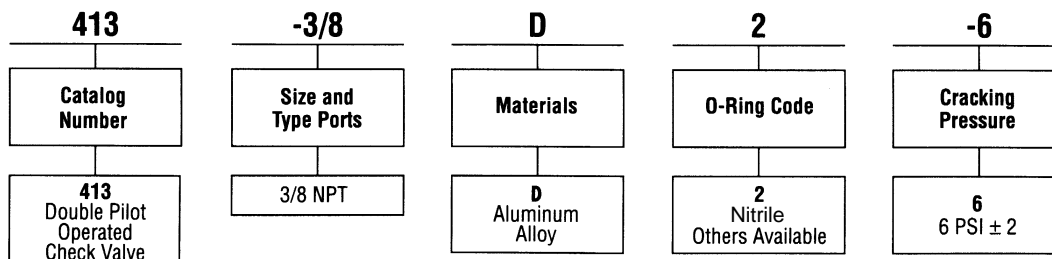 413 -3/8 D 2 -6
Catalog
Number
Size and
Type Ports
Materials
O-Ring Code
Cracking
Pressure
413
Double Pilot
Operated
Check Valve
3/8 NPT
D
Aluminum
Alloy
2
Nitrile
Others Available
6
6 PSI ± 2